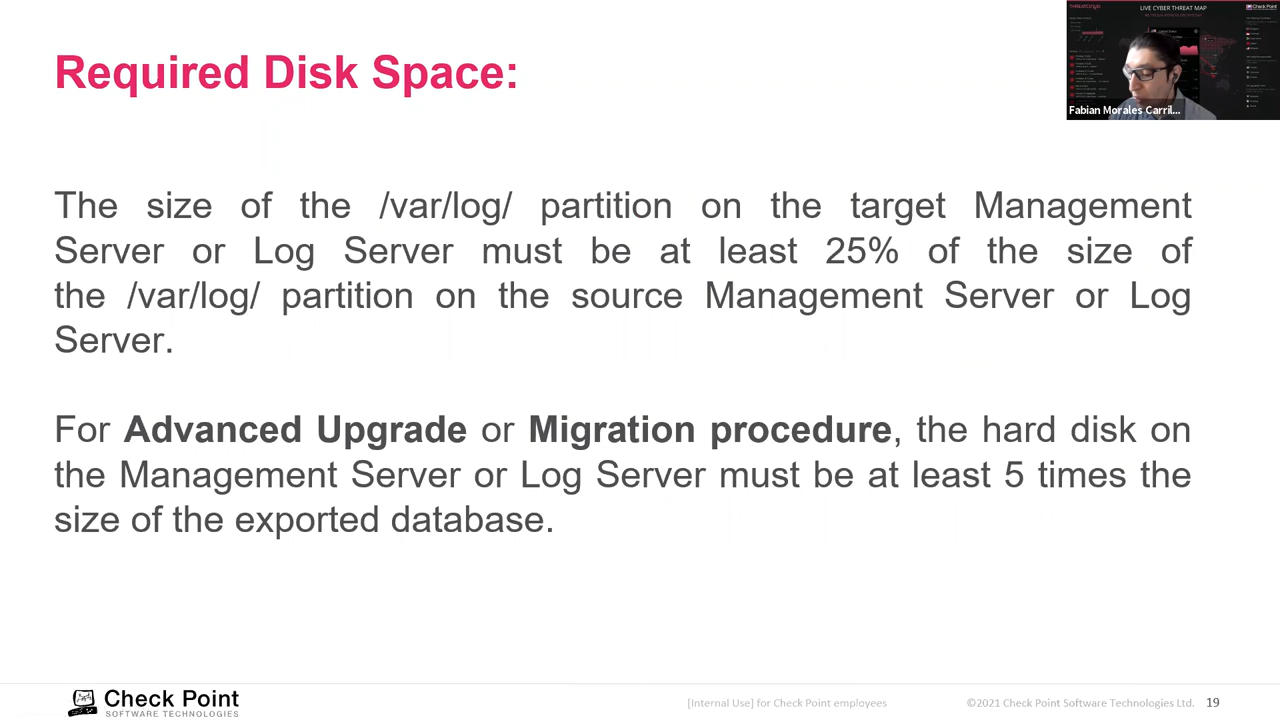 Required Disk Space:
LIVE CYBER THREAT MAP
Check Point
Fabian Morales Carril...
The size of the /var/log/ partition on the target Management
Server or Log Server must be at least 25% of the size of
the /var/log/ partition on the source Management Server or Log
Server.
For Advanced Upgrade or Migration procedure, the hard disk on
the Management Server or Log Server must be at least 5 times the
size of the exported database.
Check Point
SOFTWARE TECHNOLOGIES
[Internal Use] for Check Point employees
©2021 Check Point Software Technologies Ltd.
19